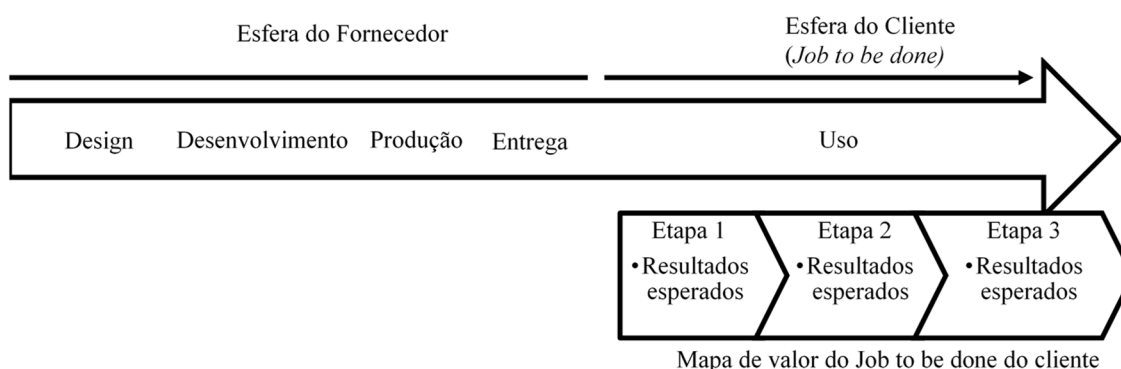 Esfera do Fornecedor
Esfera do Cliente
(Job to be done)
Design
Desenvolvimento
Produção
Entrega
Uso
Etapa 1
•Resultados
esperados
Etapa 2
•Resultados
esperados
Etapa 3
•Resultados
esperados
Mapa de valor do Job to be done do cliente